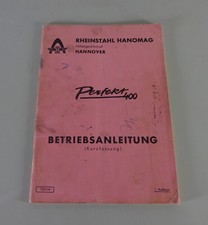 RHEINSTAHL HANOMAG
HANNOVER
Perfekt 400
BETRIEBSANLEITUNG
(Kurzfassung)